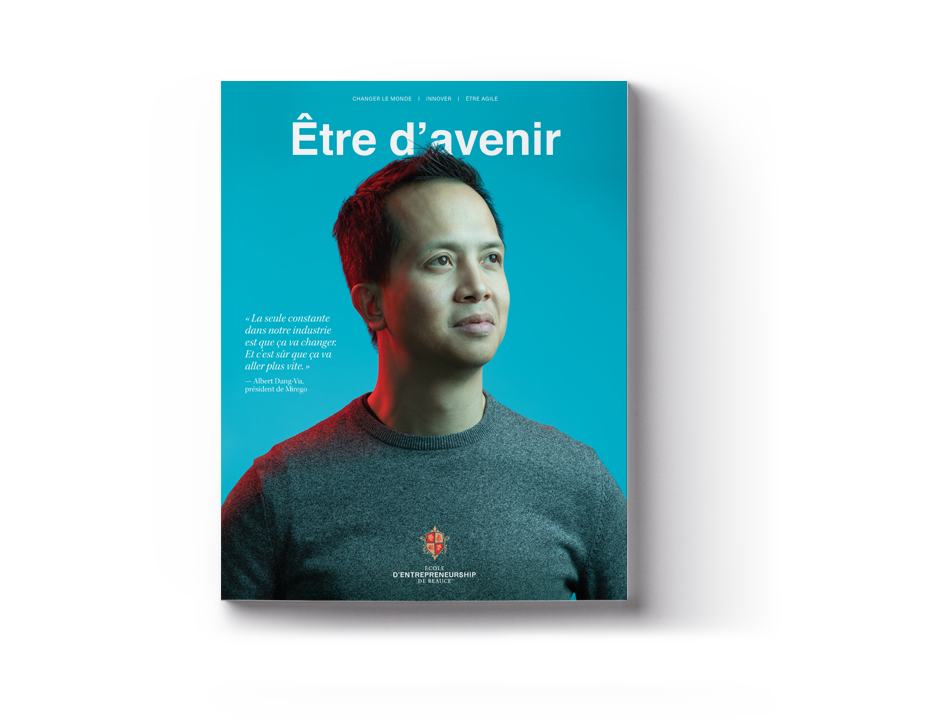 CHANGER LE MONDE | INNOVER | ÊTRE AGILE
Être d'avenir
« La seule constante
dans notre industrie
est que ça va changer.
Et c'est sûr que ça va
aller plus vite. »
— Albert Dang-Vu,
président de Mirego
ÉCOLE
D'ENTREPRENEURSHIP
DE BEAUCE